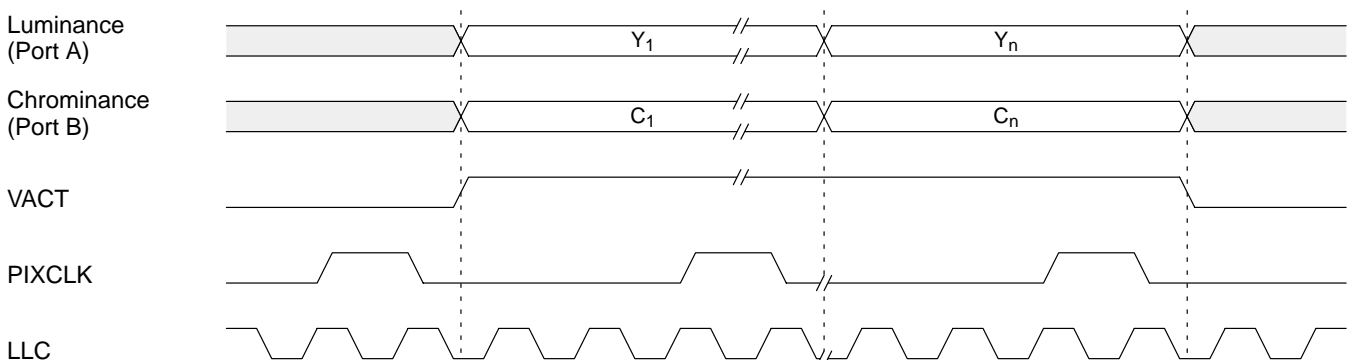 Luminance
(Port A)
Y1
Yn
Chrominance
(Port B)
C1
Cn
VACT
PIXCLK
LLC